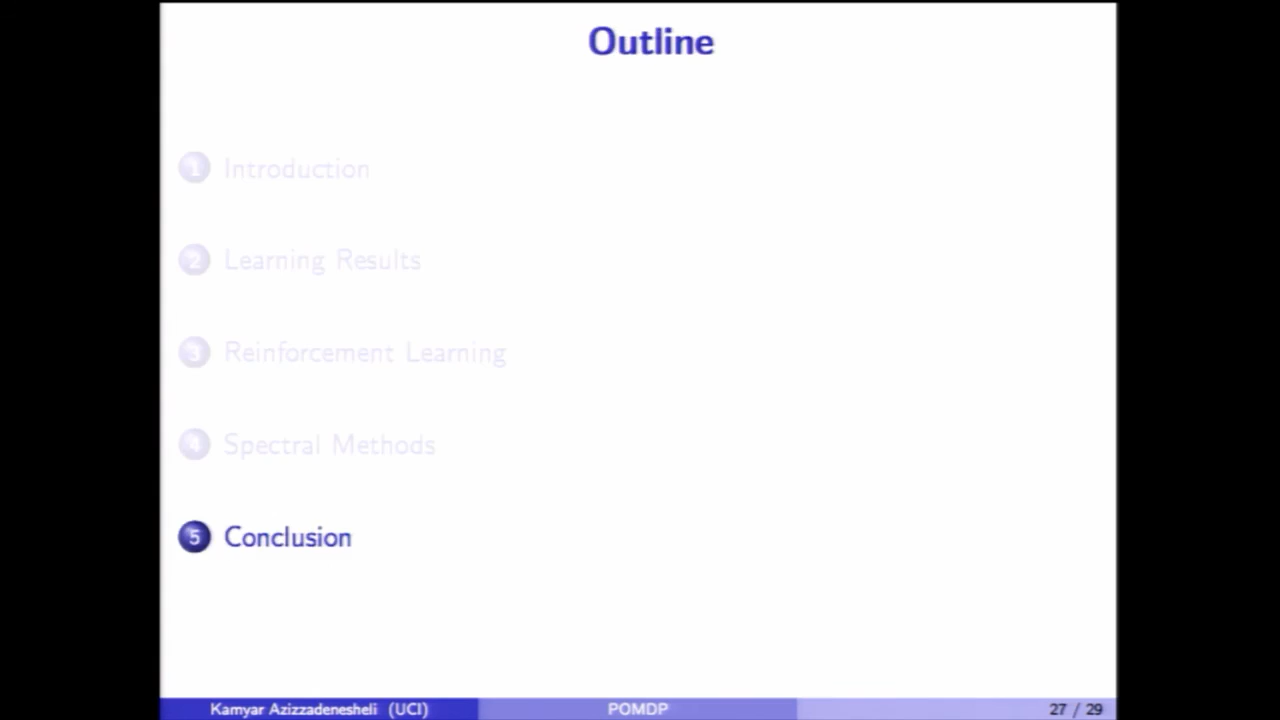 Outline
1 Introduction
2 Learning Results
3 Reinforcement Learning
4 Spectral Methods
5 Conclusion
Kamyar Azizzadenesheli (UCI) POMDP 27 / 29